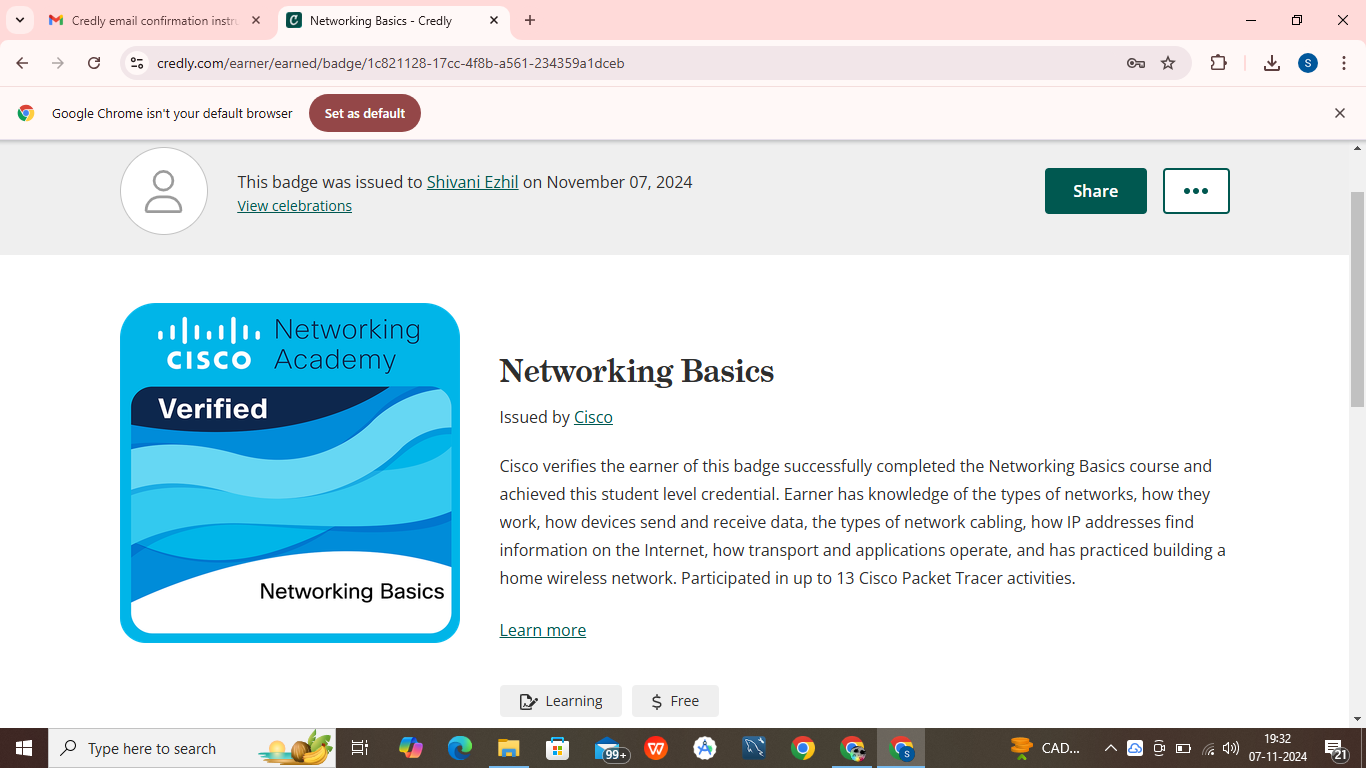 Credly email confirmation instru
Networking Basics - Credly
credly.com/earner/earned/badge/1c821128-17cc-4f8b-a561-234359a1dceb
S
Google Chrome isn't your default browser
Set as default
This badge was issued to Shivani Ezhil on November 07, 2024
View celebrations
Share
CISCO Networking
Academy
Verified
Networking Basics
Networking Basics
Issued by Cisco
Cisco verifies the earner of this badge successfully completed the Networking Basics course and
achieved this student level credential. Earner has knowledge of the types of networks, how they
work, how devices send and receive data, the types of network cabling, how IP addresses find
information on the Internet, how transport and applications operate, and has practiced building a
home wireless network. Participated in up to 13 Cisco Packet Tracer activities.
Learn more
Learning
$ Free
Type here to search
99+
S
CAD...
19:32
07-11-2024
21